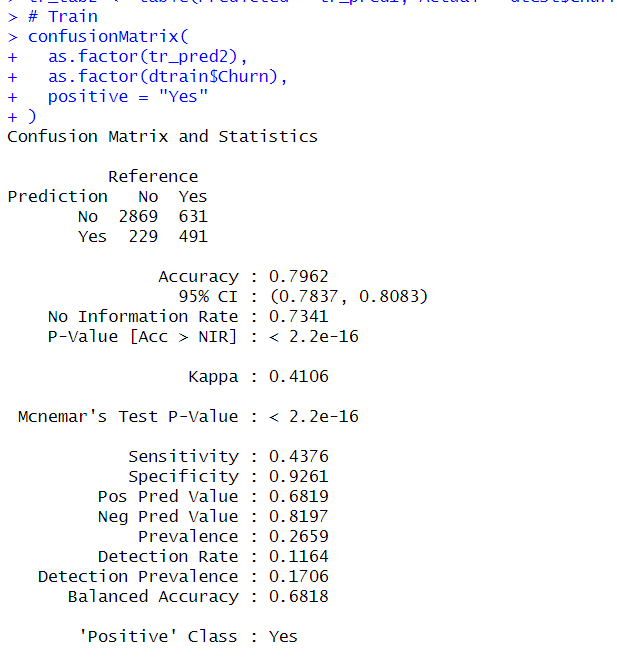 > # Train
> confusionMatrix(
+   as.factor(tr_pred2),
+   as.factor(dtrain$Churn),
+   positive = "Yes"
+ )
Confusion Matrix and Statistics

          Reference
Prediction   No  Yes
       No  2869  631
       Yes  229  491

               Accuracy : 0.7962
                 95% CI : (0.7837, 0.8083)
    No Information Rate : 0.7341
    P-Value [Acc > NIR] : < 2.2e-16

                  Kappa : 0.4106

 Mcnemar's Test P-Value : < 2.2e-16

            Sensitivity : 0.4376
            Specificity : 0.9261
         Pos Pred Value : 0.6819
         Neg Pred Value : 0.8197
             Prevalence : 0.2659
         Detection Rate : 0.1164
   Detection Prevalence : 0.1706
      Balanced Accuracy : 0.6818

       'Positive' Class : Yes